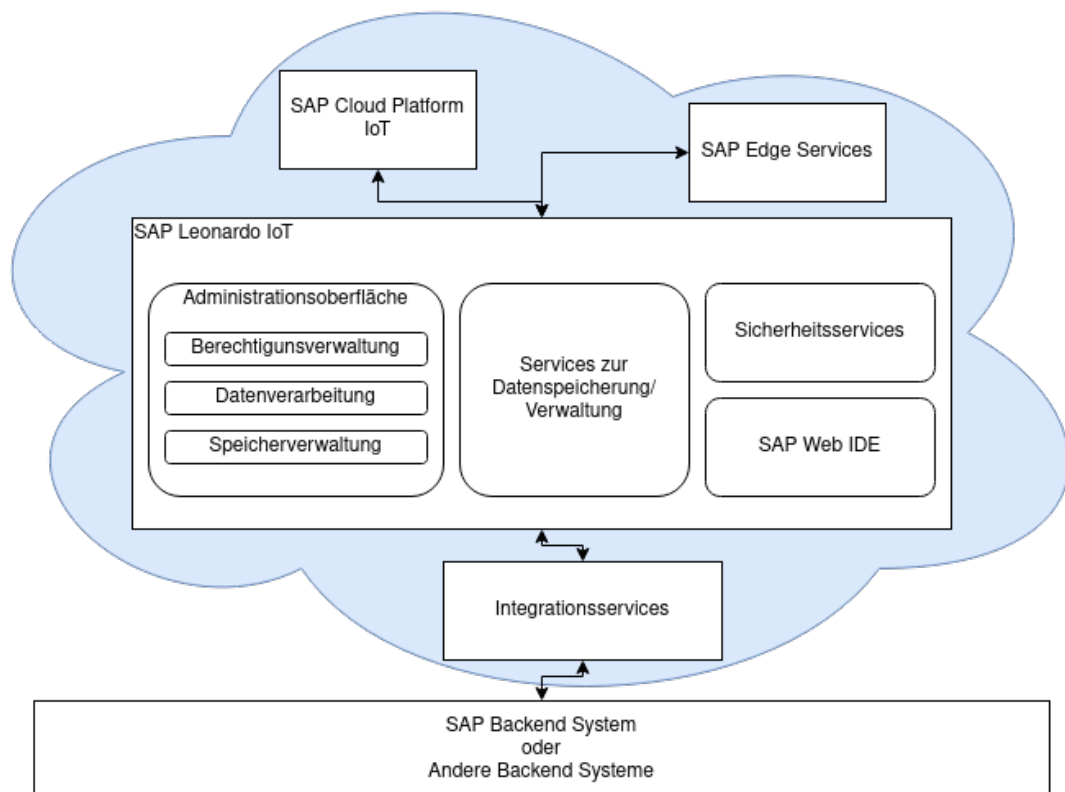 SAP Cloud Platform
IoT
SAP Edge Services
SAP Leonardo IoT
Administrationsoberfläche
Berechtigunsverwaltung
Datenverarbeitung
Speicherverwaltung
Services zur
Datenspeicherung/
Verwaltung
Sicherheitsservices
SAP Web IDE
Integrationsservices
SAP Backend System
oder
Andere Backend Systeme